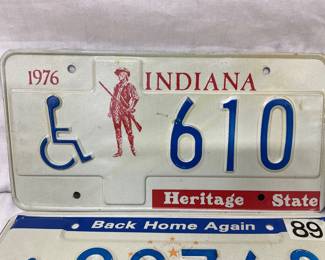 1976 INDIANA
610
Heritage State
Back Home Again
89